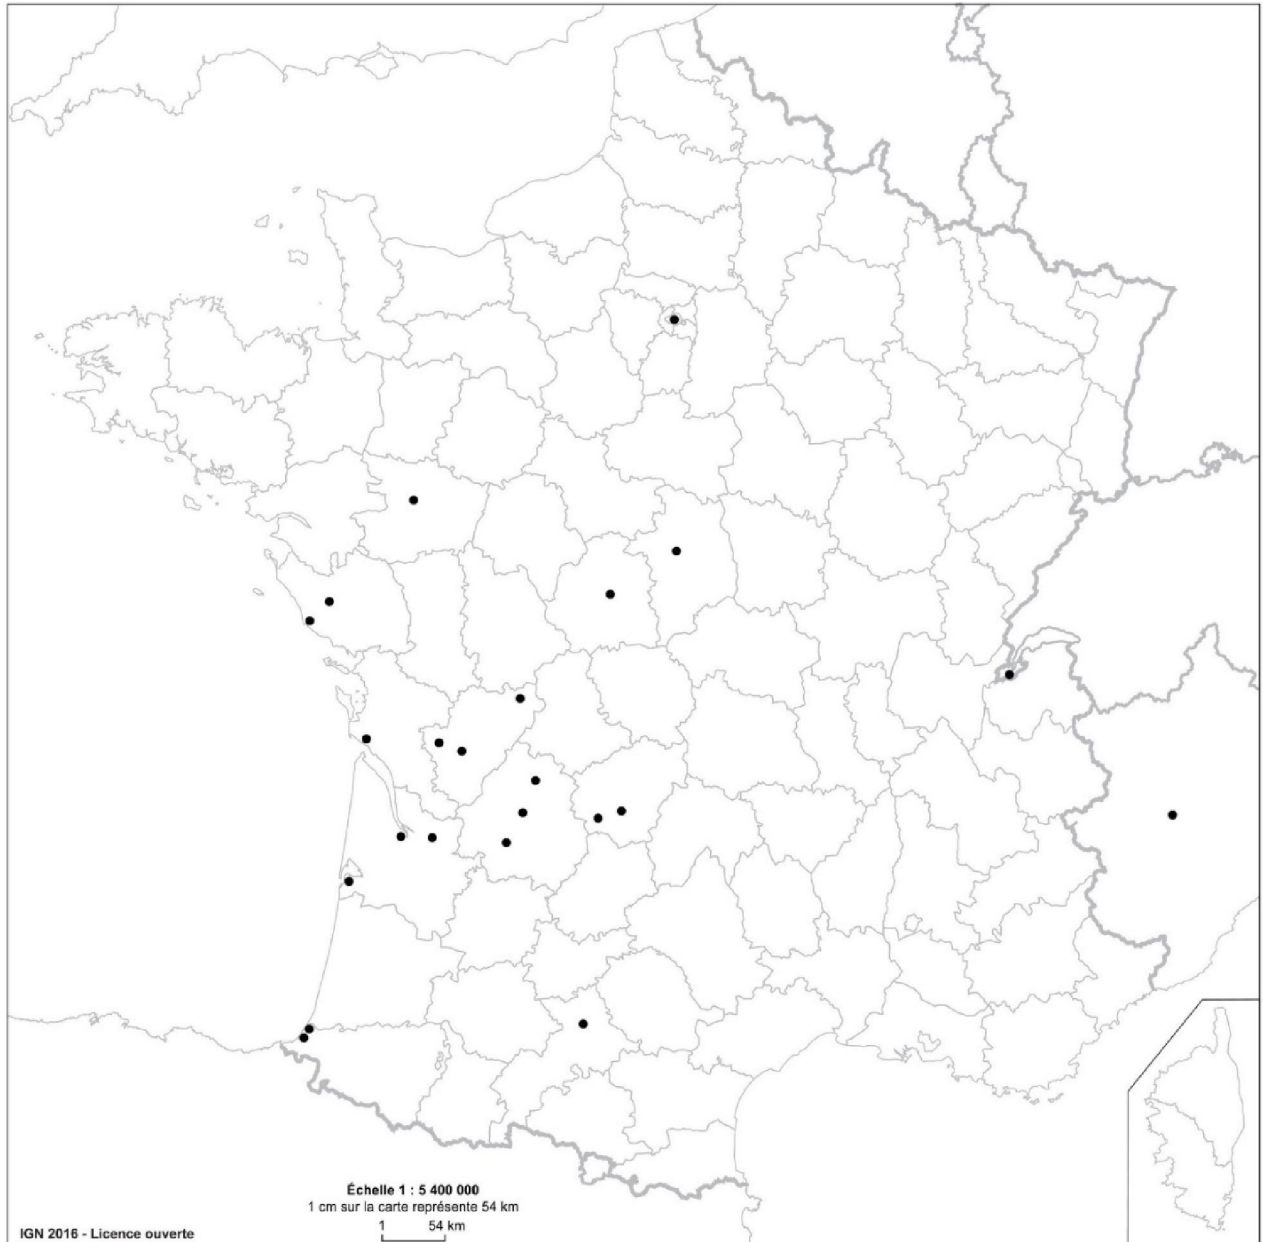 Échelle 1 : 5 400 000
1 cm sur la carte représente 54 km
1 54 km
IGN 2016 - Licence ouverte